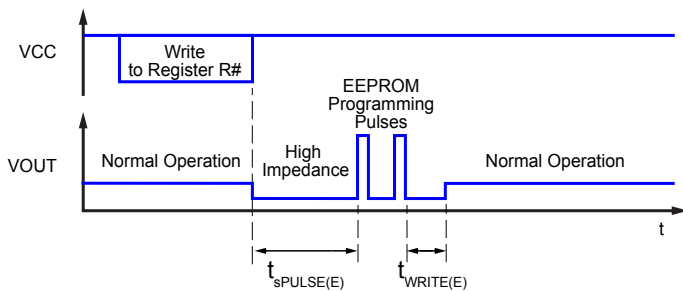 VCC
Write
to Register R#
EEPROM
Programming
Pulses
VOUT
Normal Operation
High
Impedance
Normal Operation
t
tsPULSE(E)
tWRITE(E)